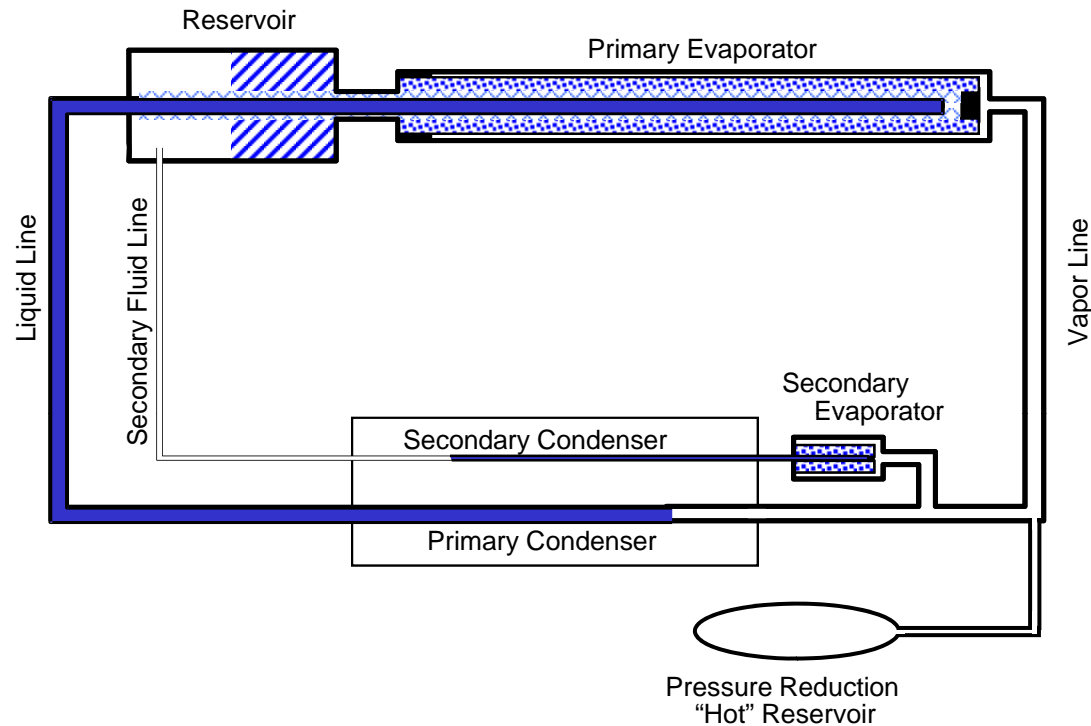 Reservoir
Primary Evaporator
Liquid Line
Secondary Fluid Line
Vapor Line
Secondary
Evaporator
Secondary Condenser
Primary Condenser
Pressure Reduction
“Hot” Reservoir